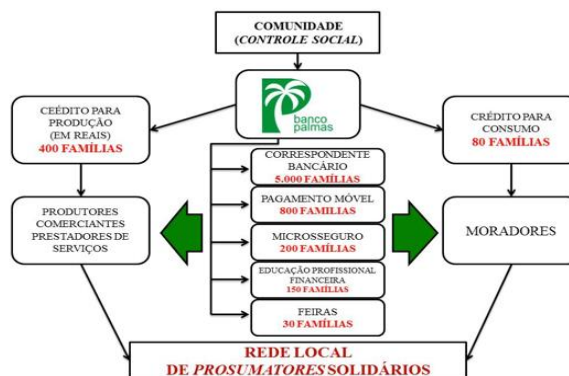 COMUNIDADE
(CONTROLE SOCIAL)
banco
palmas
CEÉDITO PARA
PRODUÇÃO
(EM REAIS)
400 FAMÍLIAS
CRÉDITO PARA
CONSUMO
80 FAMÍLIAS
CORRESPONDENTE
BANCÁRIO
5.000 FAMÍLIAS
PAGAMENTO MÓVEL
800 FAMÍLIAS
MICROSSEGURO
200 FAMÍLIAS
EDUCAÇÃO PROFISSIONAL
FINANCEIRA
150 FAMÍLIAS
FEIRAS
30 FAMÍLIAS
PRODUTORES
COMERCIANTES
PRESTADORES DE
SERVIÇOS
MORADORES
REDE LOCAL
DE PROSUMATORES SOLIDÁRIOS